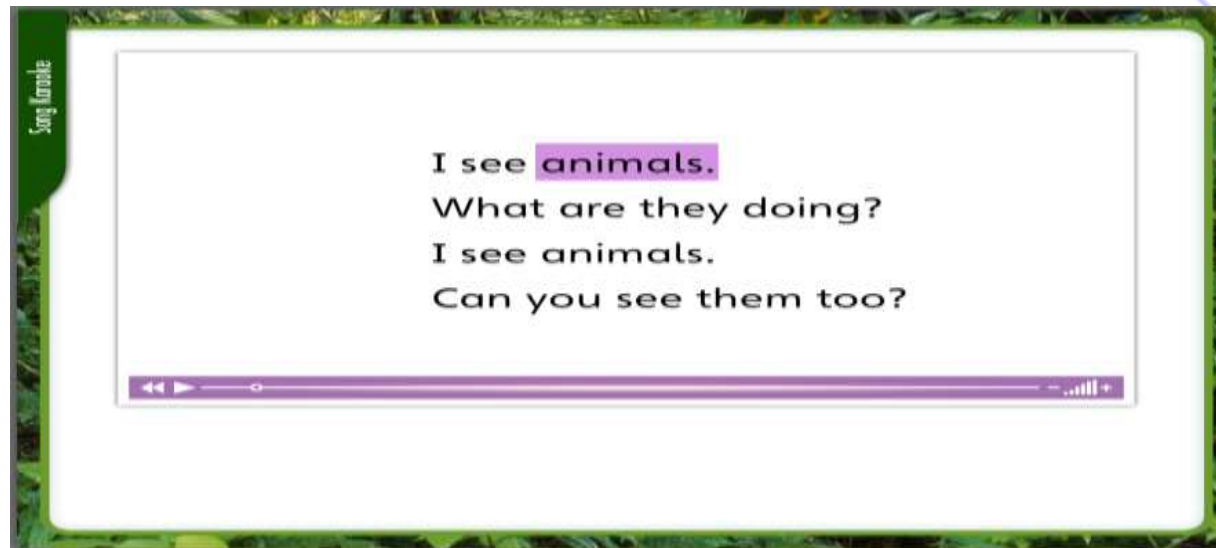 Song Karaoke
I see animals.
What are they doing?
I see animals.
Can you see them too?